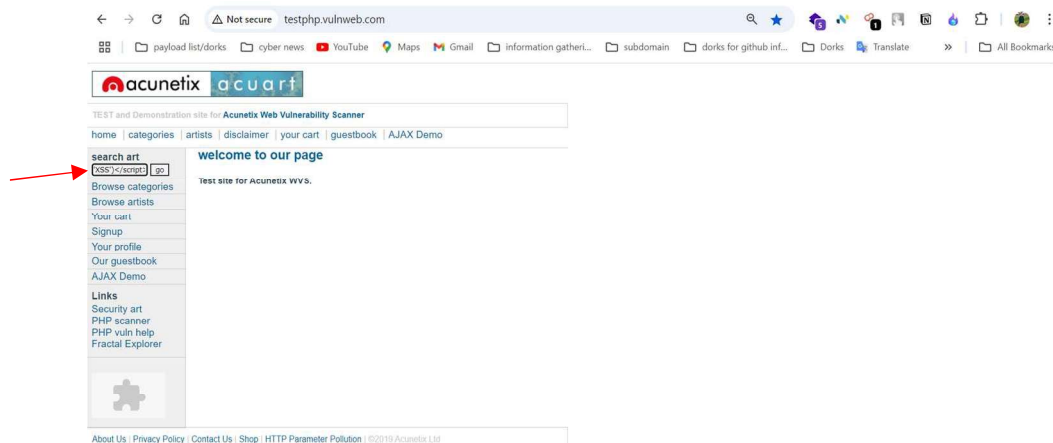 Not secure testphp.vulnweb.com
payload list/dorks cyber news YouTube Maps Gmail information gatheri... subdomain dorks for github inf... Dorks Translate » All Bookmarks
acunetix acuart
TEST and Demonstration site for Acunetix Web Vulnerability Scanner
home | categories | artists | disclaimer | your cart | guestbook | AJAX Demo
search art
'XSS')</script> go
Browse categories
Browse artists
Your cart
Signup
Your profile
Our guestbook
AJAX Demo
Links
Security art
PHP scanner
PHP vuln help
Fractal Explorer
welcome to our page
Test site for Acunetix WVS.
About Us | Privacy Policy | Contact Us | Shop | HTTP Parameter Pollution | ©2019 Acunetix Ltd